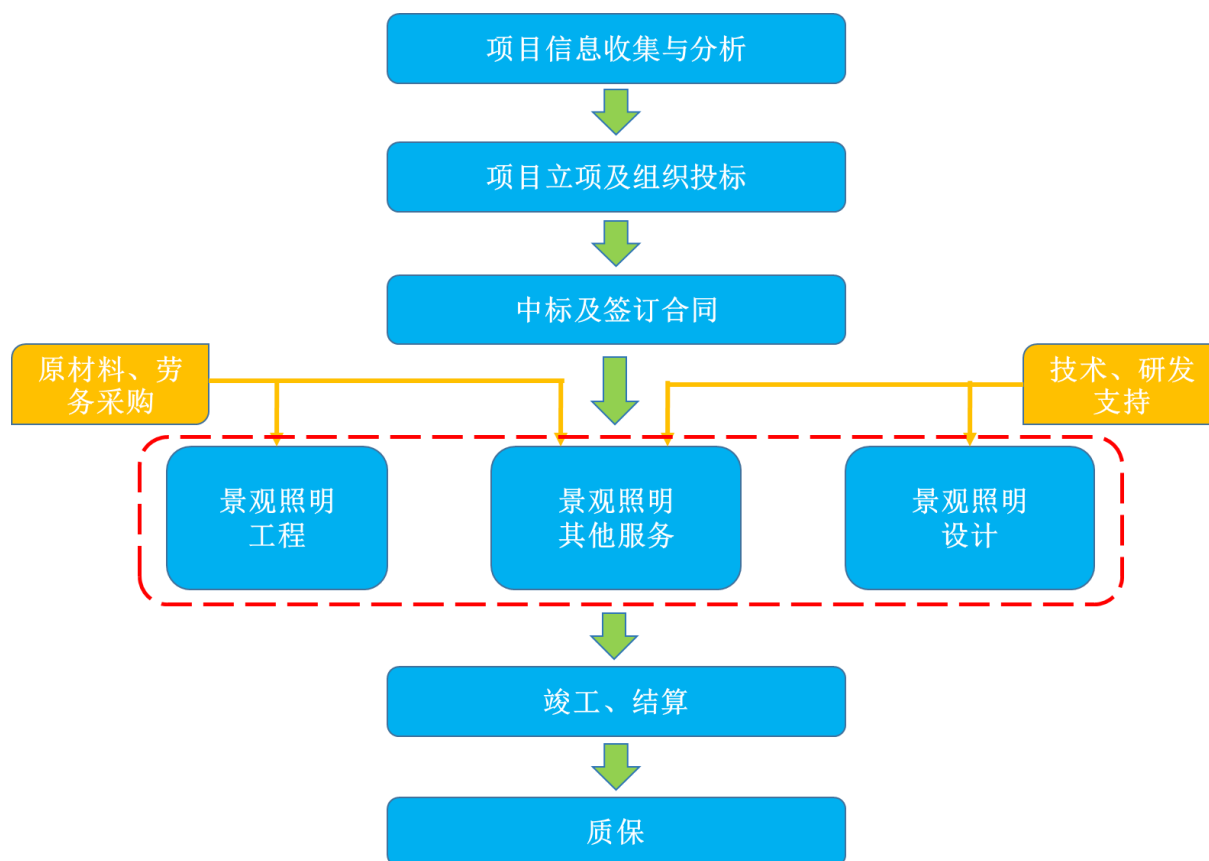 项目信息收集与分析
项目立项及组织投标
中标及签订合同
原材料、劳
务采购
技术、研发
支持
景观照明
工程
景观照明
其他服务
景观照明
设计
竣工、结算
质保